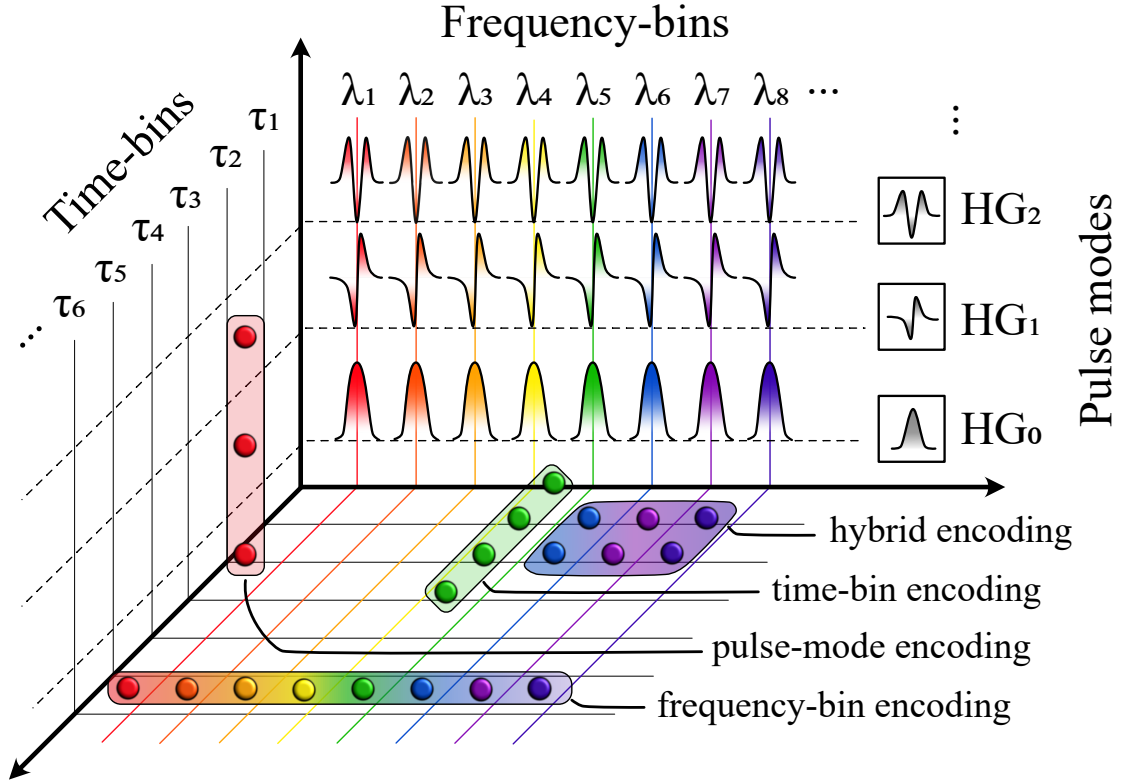 Frequency-bins
λ1 λ2 λ3 λ4 λ5 λ6 λ7 λ8 ...
Time-bins
τ1
τ2
τ3
τ4
τ5
τ6
...
...
HG2
HG1
HG0
Pulse modes
hybrid encoding
time-bin encoding
pulse-mode encoding
frequency-bin encoding